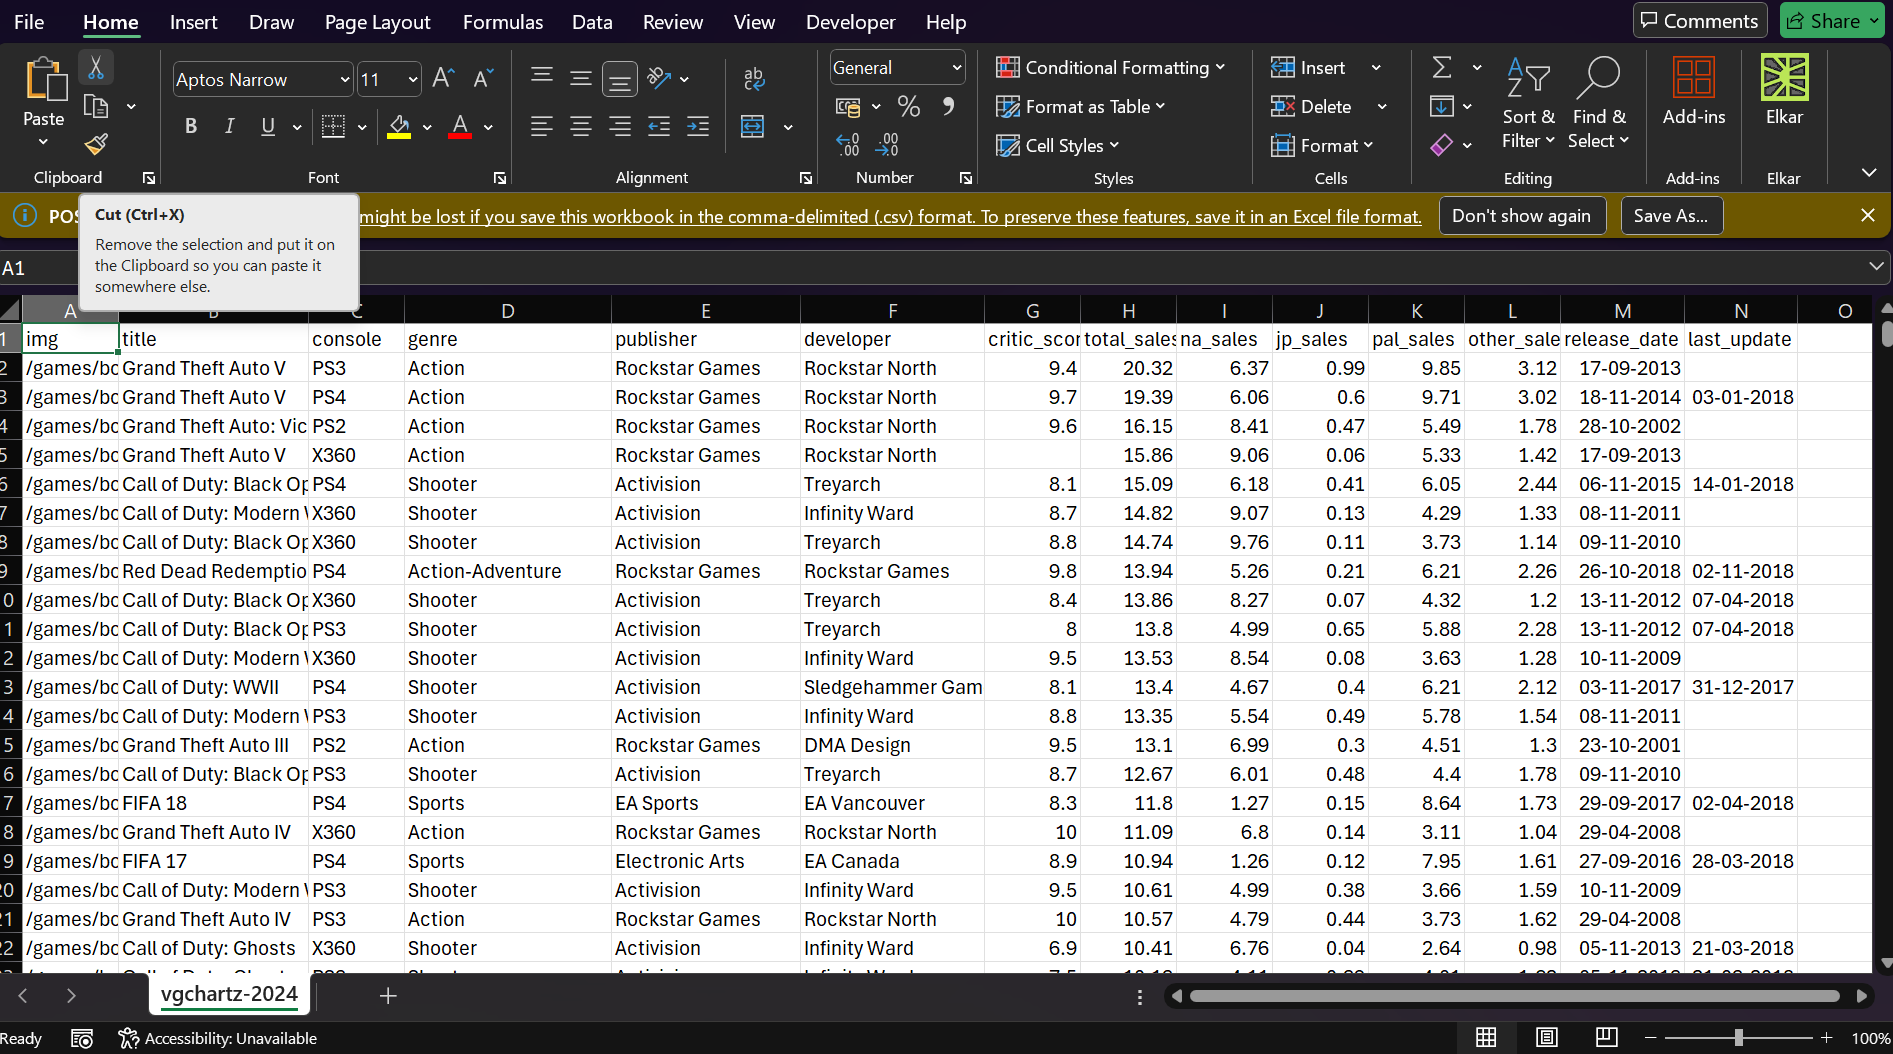 File Home Insert Draw Page Layout Formulas Data Review View Developer Help Comments Share
Paste Aptos Narrow 11 General Conditional Formatting Format as Table Cell Styles Insert Delete Format Sort & Filter Find & Select Add-ins Elkar
Clipboard Font Alignment Number Styles Cells Editing Add-ins Elkar
might be lost if you save this workbook in the comma-delimited (.csv) format. To preserve these features, save it in an Excel file format. Don't show again Save As...
Cut (Ctrl+X)
Remove the selection and put it on
the Clipboard so you can paste it
somewhere else.
A1
A B C D E F G H I J K L M N O
1 img title console genre publisher developer critic_scor total_sales na_sales jp_sales pal_sales other_sale release_date last_update
2 /games/bo Grand Theft Auto V PS3 Action Rockstar Games Rockstar North 9.4 20.32 6.37 0.99 9.85 3.12 17-09-2013
3 /games/bo Grand Theft Auto V PS4 Action Rockstar Games Rockstar North 9.7 19.39 6.06 0.6 9.71 3.02 18-11-2014 03-01-2018
4 /games/bo Grand Theft Auto: Vic PS2 Action Rockstar Games Rockstar North 9.6 16.15 8.41 0.47 5.49 1.78 28-10-2002
5 /games/bo Grand Theft Auto V X360 Action Rockstar Games Rockstar North 15.86 9.06 0.06 5.33 1.42 17-09-2013
6 /games/bo Call of Duty: Black Op PS4 Shooter Activision Treyarch 8.1 15.09 6.18 0.41 6.05 2.44 06-11-2015 14-01-2018
7 /games/bo Call of Duty: Modern X360 Shooter Activision Infinity Ward 8.7 14.82 9.07 0.13 4.29 1.33 08-11-2011
8 /games/bo Call of Duty: Black Op X360 Shooter Activision Treyarch 8.8 14.74 9.76 0.11 3.73 1.14 09-11-2010
9 /games/bo Red Dead Redemptio PS4 Action-Adventure Rockstar Games Rockstar Games 9.8 13.94 5.26 0.21 6.21 2.26 26-10-2018 02-11-2018
0 /games/bo Call of Duty: Black Op X360 Shooter Activision Treyarch 8.4 13.86 8.27 0.07 4.32 1.2 13-11-2012 07-04-2018
1 /games/bo Call of Duty: Black Op PS3 Shooter Activision Treyarch 8 13.8 4.99 0.65 5.88 2.28 13-11-2012 07-04-2018
2 /games/bo Call of Duty: Modern X360 Shooter Activision Infinity Ward 9.5 13.53 8.54 0.08 3.63 1.28 10-11-2009
3 /games/bo Call of Duty: WWII PS4 Shooter Activision Sledgehammer Gam 8.1 13.4 4.67 0.4 6.21 2.12 03-11-2017 31-12-2017
4 /games/bo Call of Duty: Modern PS3 Shooter Activision Infinity Ward 8.8 13.35 5.54 0.49 5.78 1.54 08-11-2011
5 /games/bo Grand Theft Auto III PS2 Action Rockstar Games DMA Design 9.5 13.1 6.99 0.3 4.51 1.3 23-10-2001
6 /games/bo Call of Duty: Black Op PS3 Shooter Activision Treyarch 8.7 12.67 6.01 0.48 4.4 1.78 09-11-2010
7 /games/bo FIFA 18 PS4 Sports EA Sports EA Vancouver 8.3 11.8 1.27 0.15 8.64 1.73 29-09-2017 02-04-2018
8 /games/bo Grand Theft Auto IV X360 Action Rockstar Games Rockstar North 10 11.09 6.8 0.14 3.11 1.04 29-04-2008
9 /games/bo FIFA 17 PS4 Sports Electronic Arts EA Canada 8.9 10.94 1.26 0.12 7.95 1.61 27-09-2016 28-03-2018
20 /games/bo Call of Duty: Modern PS3 Shooter Activision Infinity Ward 9.5 10.61 4.99 0.38 3.66 1.59 10-11-2009
21 /games/bo Grand Theft Auto IV PS3 Action Rockstar Games Rockstar North 10 10.57 4.79 0.44 3.73 1.62 29-04-2008
22 /games/bo Call of Duty: Ghosts X360 Shooter Activision Infinity Ward 6.9 10.41 6.76 0.04 2.64 0.98 05-11-2013 21-03-2018
vgchartz-2024
Ready Accessibility: Unavailable 100%